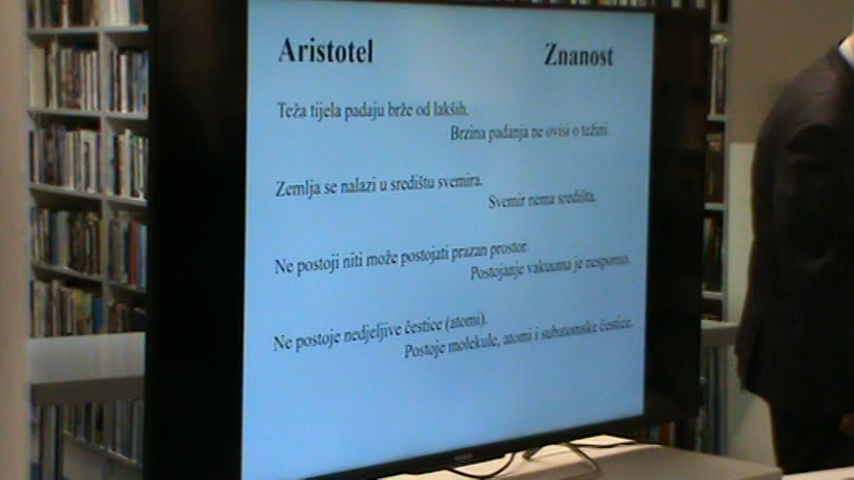 Aristotel
Znanost
Teža tijela padaju brže od lakših.
Brzina padanja ne ovisi o težini.
Zemlja se nalazi u središtu svemira.
Svemir nema središta.
Ne postoji niti može postojati prazan prostor.
Postojanje vakuuma je nesporno.
Ne postoje nedjeljive čestice (atomi).
Postoje molekule, atomi i subatomske čestice.